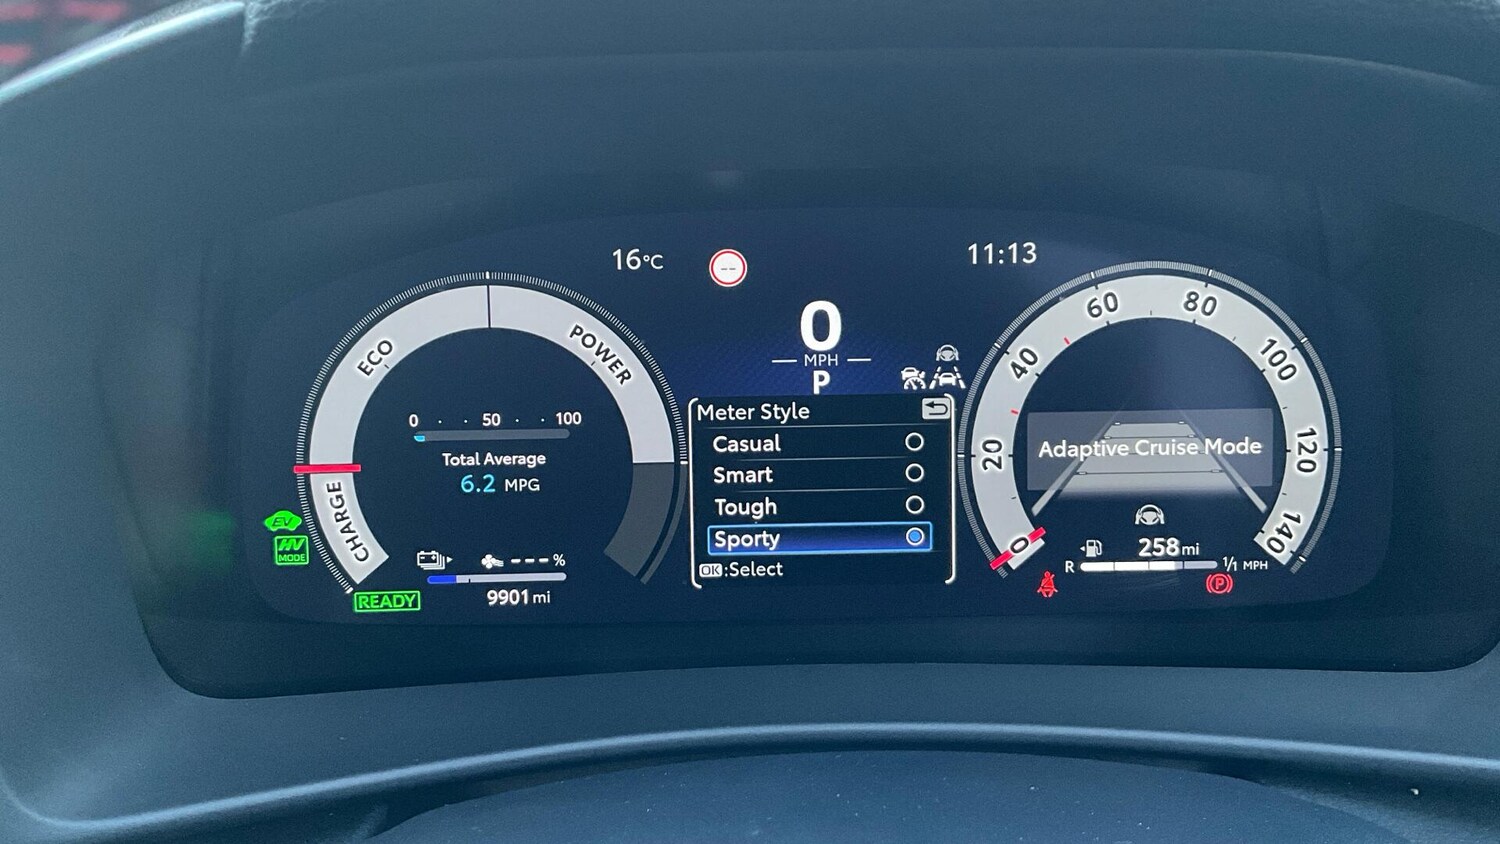 16°C
--
11:13
0
MPH
P
ECO
POWER
CHARGE
0 50 100
Total Average
6.2 MPG
EV
HV
MODE
READY
---%
9901 mi
Meter Style
Casual
Smart
Tough
Sporty
OK:Select
0 20 40 60 80 100 120 140
Adaptive Cruise Mode
258 mi
R 1/1 MPH
P